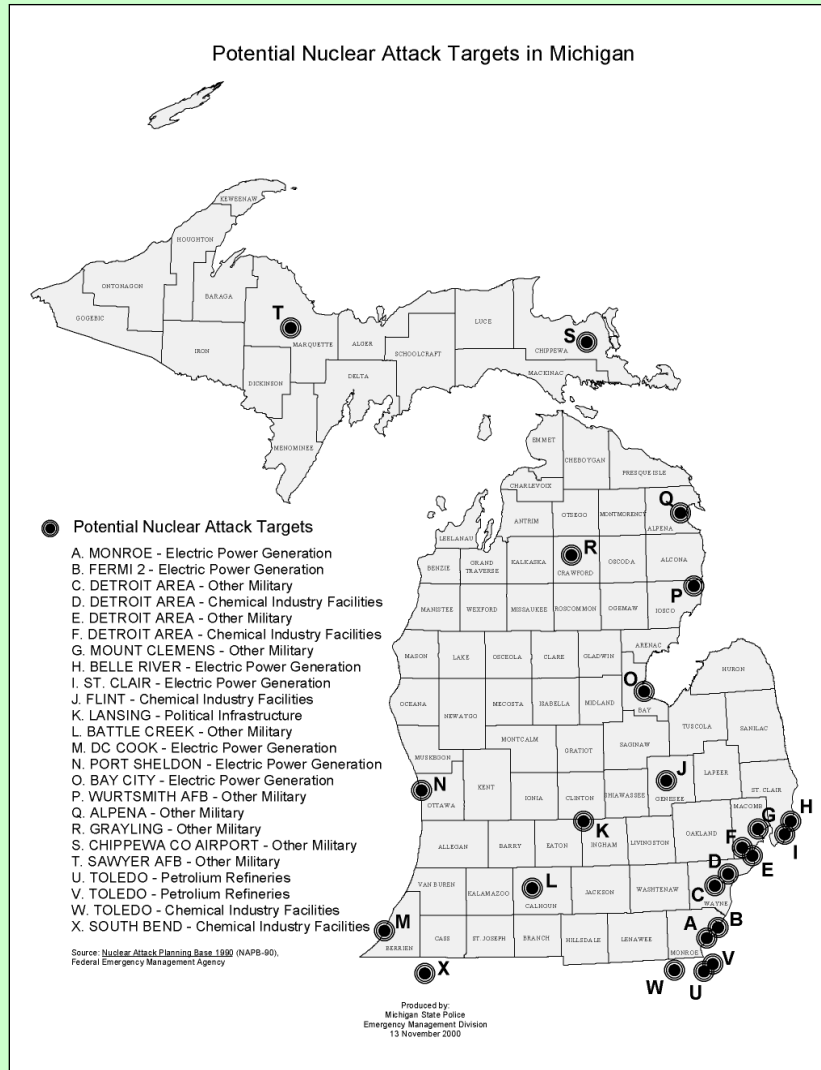 Potential Nuclear Attack Targets in Michigan
KEWEENAW
HOUGHTON
ONTONAGON
BARAGA
GOGEBIC
T
MARQUETTE
LUCE
S
CHIPPEWA
IRON
ALGER
SCHOOLCRAFT
MACKINAC
DICKINSON
DELTA
MENOMINEE
EMMET
CHEBOYGAN
PRESQUE ISLE
CHARLEVOIX
Q
ANTRIM
OTSEGO
MONTMORENCY
ALPENA
LEELANAU
R
BENZIE
GRAND TRAVERSE
KALKASKA
CRAWFORD
OSCODA
ALCONA
P
MANISTEE
WEXFORD
MISSAUKEE
ROSCOMMON
OGEMAW
IOSCO
ARENAC
MASON
LAKE
OSCEOLA
CLARE
GLADWIN
HURON
O
OCEANA
NEWAYGO
MECOSTA
ISABELLA
MIDLAND
BAY
TUSCOLA
SANILAC
MONTCALM
GRATIOT
SAGINAW
MUSKEGON
N
OTTAWA
KENT
IONIA
CLINTON
SHIAWASSEE
J
GENESEE
LAPEER
ST. CLAIR
MACOMB
G
H
I
K
ALLEGAN
BARRY
EATON
INGHAM
LIVINGSTON
OAKLAND
F
E
D
VAN BUREN
KALAMAZOO
L
CALHOUN
JACKSON
WASHTENAW
C
WAYNE
M
BERRIEN
CASS
ST. JOSEPH
BRANCH
HILLSDALE
LENAWEE
A
B
MONROE
X
W
V
U
Potential Nuclear Attack Targets
A. MONROE - Electric Power Generation
B. FERMI 2 - Electric Power Generation
C. DETROIT AREA - Other Military
D. DETROIT AREA - Chemical Industry Facilities
E. DETROIT AREA - Other Military
F. DETROIT AREA - Chemical Industry Facilities
G. MOUNT CLEMENS - Other Military
H. BELLE RIVER - Electric Power Generation
I. ST. CLAIR - Electric Power Generation
J. FLINT - Chemical Industry Facilities
K. LANSING - Political Infrastructure
L. BATTLE CREEK - Other Military
M. DC COOK - Electric Power Generation
N. PORT SHELDON - Electric Power Generation
O. BAY CITY - Electric Power Generation
P. WURTSMITH AFB - Other Military
Q. ALPENA - Other Military
R. GRAYLING - Other Military
S. CHIPPEWA CO AIRPORT - Other Military
T. SAWYER AFB - Other Military
U. TOLEDO - Petrolium Refineries
V. TOLEDO - Petrolium Refineries
W. TOLEDO - Chemical Industry Facilities
X. SOUTH BEND - Chemical Industry Facilities
Source: Nuclear Attack Planning Base 1990 (NAPB-90),
Federal Emergency Management Agency
Produced by:
Michigan State Police
Emergency Management Division
13 November 2000